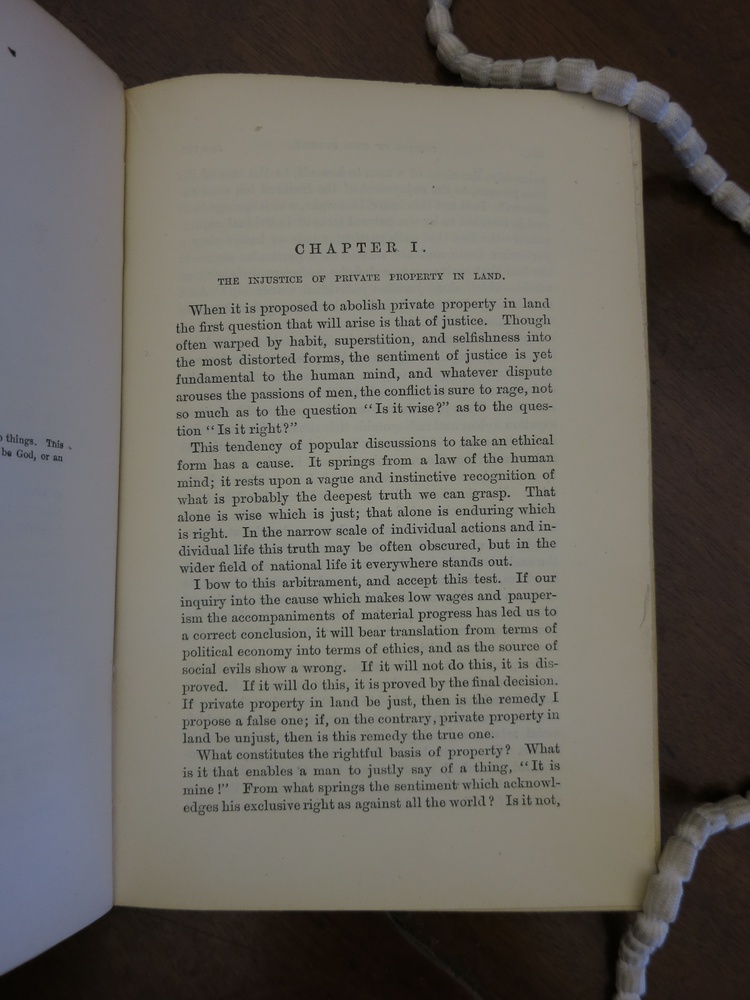 o things. This
be God, or an
CHAPTER I.
THE INJUSTICE OF PRIVATE PROPERTY IN LAND.
When it is proposed to abolish private property in land
the first question that will arise is that of justice. Though
often warped by habit, superstition, and selfishness into
the most distorted forms, the sentiment of justice is yet
fundamental to the human mind, and whatever dispute
arouses the passions of men, the conflict is sure to rage, not
so much as to the question "Is it wise?" as to the ques-
tion "Is it right?"
This tendency of popular discussions to take an ethical
form has a cause. It springs from a law of the human
mind; it rests upon a vague and instinctive recognition of
what is probably the deepest truth we can grasp. That
alone is wise which is just; that alone is enduring which
is right. In the narrow scale of individual actions and in-
dividual life this truth may be often obscured, but in the
wider field of national life it everywhere stands out.
I bow to this arbitrament, and accept this test. If our
inquiry into the cause which makes low wages and pauper-
ism the accompaniments of material progress has led us to
a correct conclusion, it will bear translation from terms of
political economy into terms of ethics, and as the source of
social evils show a wrong. If it will not do this, it is dis-
proved. If it will do this, it is proved by the final decision.
If private property in land be just, then is the remedy I
propose a false one; if, on the contrary, private property in
land be unjust, then is this remedy the true one.
What constitutes the rightful basis of property? What
is it that enables a man to justly say of a thing, "It is
mine!" From what springs the sentiment which acknowl-
edges his exclusive right as against all the world? Is it not,